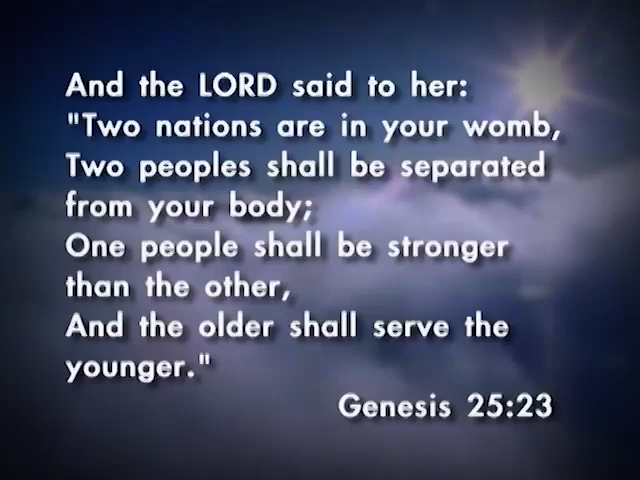 And the LORD said to her:
"Two nations are in your womb,
Two peoples shall be separated
from your body;
One people shall be stronger
than the other,
And the older shall serve the
younger."
Genesis 25:23